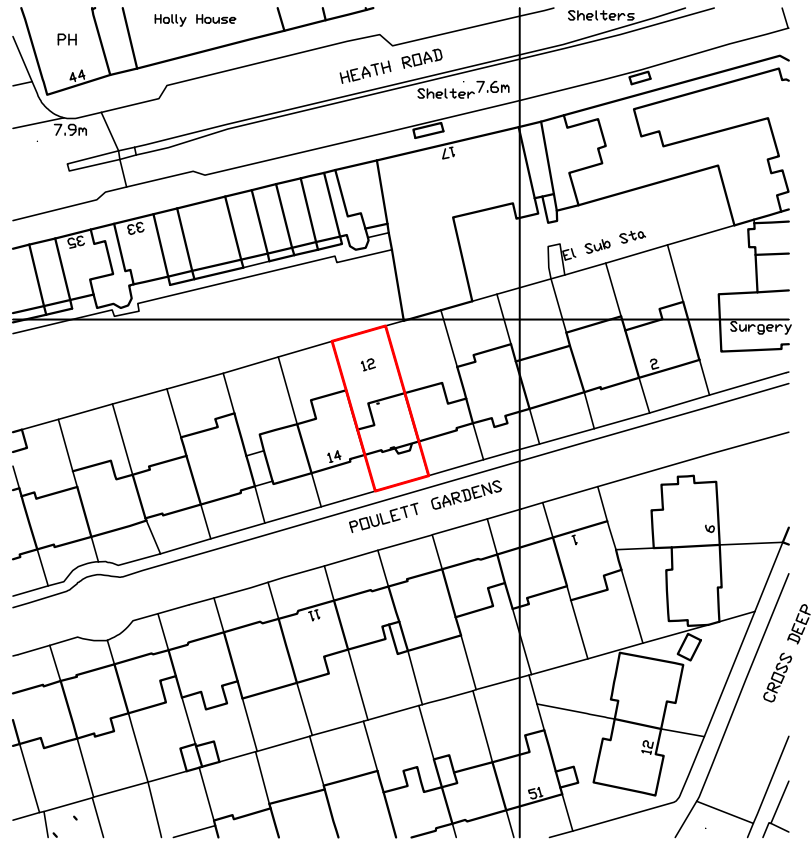 Holly House
Shelters
PH
44
HEATH ROAD
Shelter
7.6m
7.9m
17
33
35
El Sub Sta
Surgery
12
2
14
POULETT GARDENS
1
9
11
CROSS DEEP
12
51